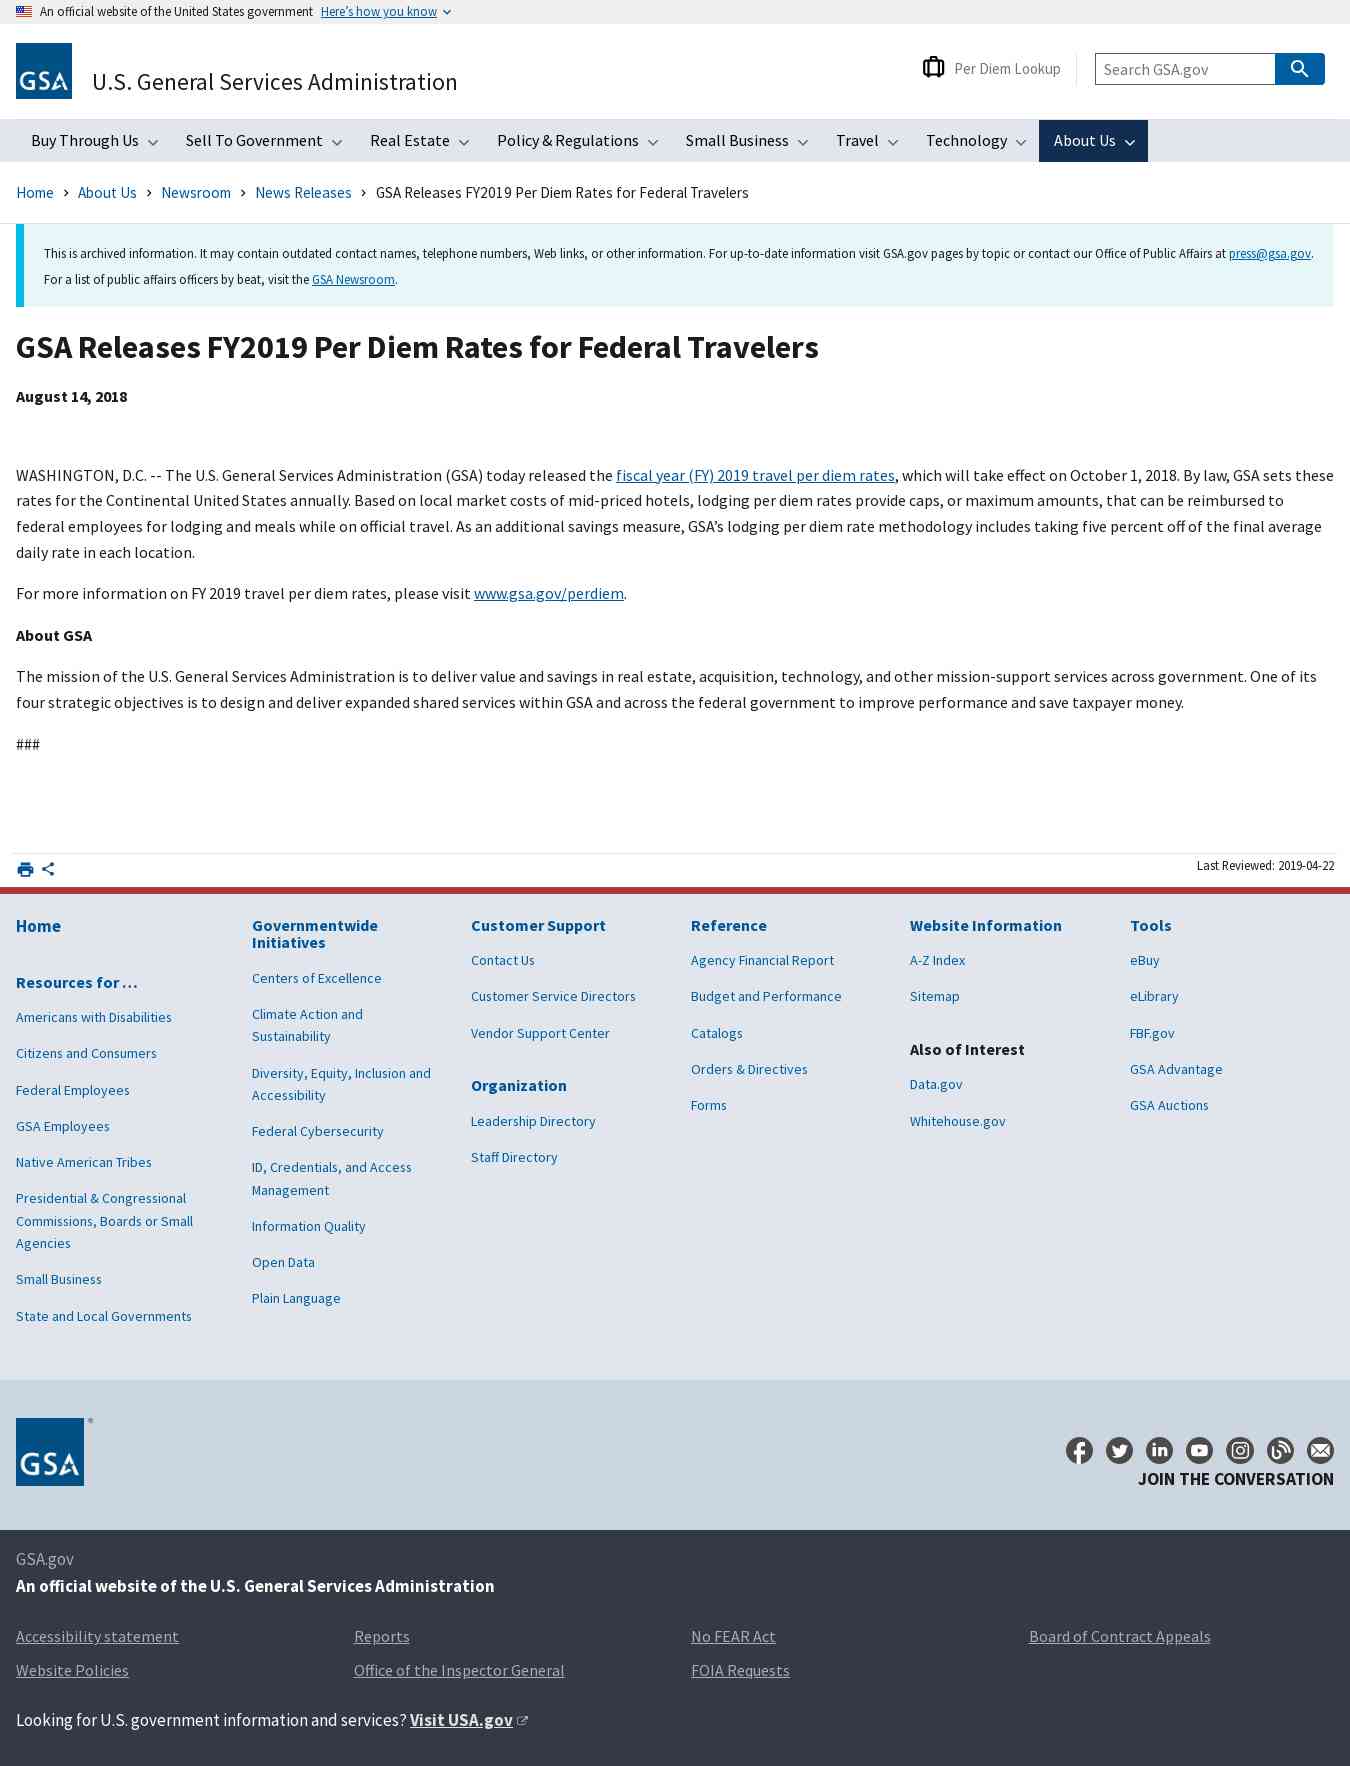 An official website of the United States government Here's how you know
GSA
U.S. General Services Administration
Per Diem Lookup
Search GSA.gov
Buy Through Us Sell To Government Real Estate Policy & Regulations Small Business Travel Technology About Us
Home > About Us > Newsroom > News Releases > GSA Releases FY2019 Per Diem Rates for Federal Travelers
This is archived information. It may contain outdated contact names, telephone numbers, Web links, or other information. For up-to-date information visit GSA.gov pages by topic or contact our Office of Public Affairs at press@gsa.gov.
For a list of public affairs officers by beat, visit the GSA Newsroom.
GSA Releases FY2019 Per Diem Rates for Federal Travelers
August 14, 2018
WASHINGTON, D.C. -- The U.S. General Services Administration (GSA) today released the fiscal year (FY) 2019 travel per diem rates, which will take effect on October 1, 2018. By law, GSA sets these
rates for the Continental United States annually. Based on local market costs of mid-priced hotels, lodging per diem rates provide caps, or maximum amounts, that can be reimbursed to
federal employees for lodging and meals while on official travel. As an additional savings measure, GSA’s lodging per diem rate methodology includes taking five percent off of the final average
daily rate in each location.
For more information on FY 2019 travel per diem rates, please visit www.gsa.gov/perdiem.
About GSA
The mission of the U.S. General Services Administration is to deliver value and savings in real estate, acquisition, technology, and other mission-support services across government. One of its
four strategic objectives is to design and deliver expanded shared services within GSA and across the federal government to improve performance and save taxpayer money.
###
Last Reviewed: 2019-04-22
Home
Resources for …
Americans with Disabilities
Citizens and Consumers
Federal Employees
GSA Employees
Native American Tribes
Presidential & Congressional
Commissions, Boards or Small
Agencies
Small Business
State and Local Governments
Governmentwide
Initiatives
Centers of Excellence
Climate Action and
Sustainability
Diversity, Equity, Inclusion and
Accessibility
Federal Cybersecurity
ID, Credentials, and Access
Management
Information Quality
Open Data
Plain Language
Customer Support
Contact Us
Customer Service Directors
Vendor Support Center
Organization
Leadership Directory
Staff Directory
Reference
Agency Financial Report
Budget and Performance
Catalogs
Orders & Directives
Forms
Website Information
A-Z Index
Sitemap
Also of Interest
Data.gov
Whitehouse.gov
Tools
eBuy
eLibrary
FBF.gov
GSA Advantage
GSA Auctions
GSA
JOIN THE CONVERSATION
GSA.gov
An official website of the U.S. General Services Administration
Accessibility statement Reports No FEAR Act Board of Contract Appeals
Website Policies Office of the Inspector General FOIA Requests
Looking for U.S. government information and services? Visit USA.gov